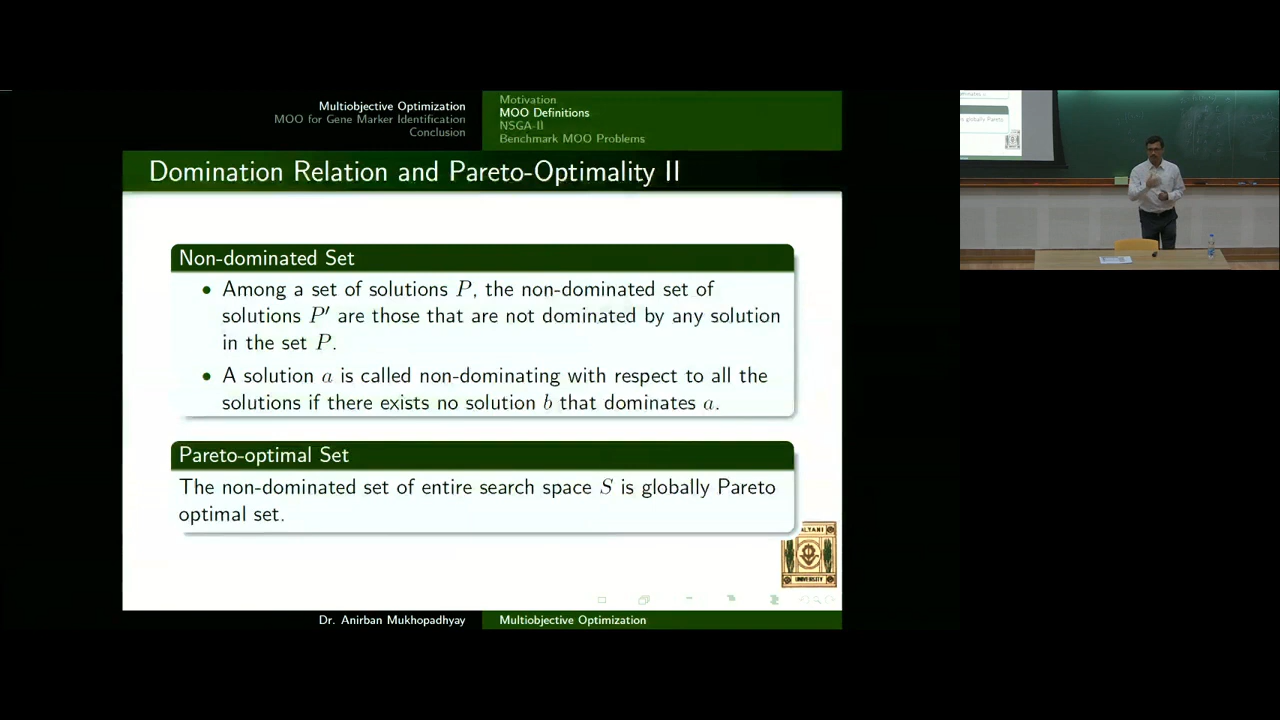 Multiobjective Optimization
MOO for Gene Marker Identification
Conclusion
Motivation
MOO Definitions
NSGA-II
Benchmark MOO Problems
Domination Relation and Pareto-Optimality II
Non-dominated Set
• Among a set of solutions P, the non-dominated set of
solutions P′ are those that are not dominated by any solution
in the set P.
• A solution a is called non-dominating with respect to all the
solutions if there exists no solution b that dominates a.
Pareto-optimal Set
The non-dominated set of entire search space S is globally Pareto
optimal set.
UNIVERSITY
Dr. Anirban Mukhopadhyay
Multiobjective Optimization